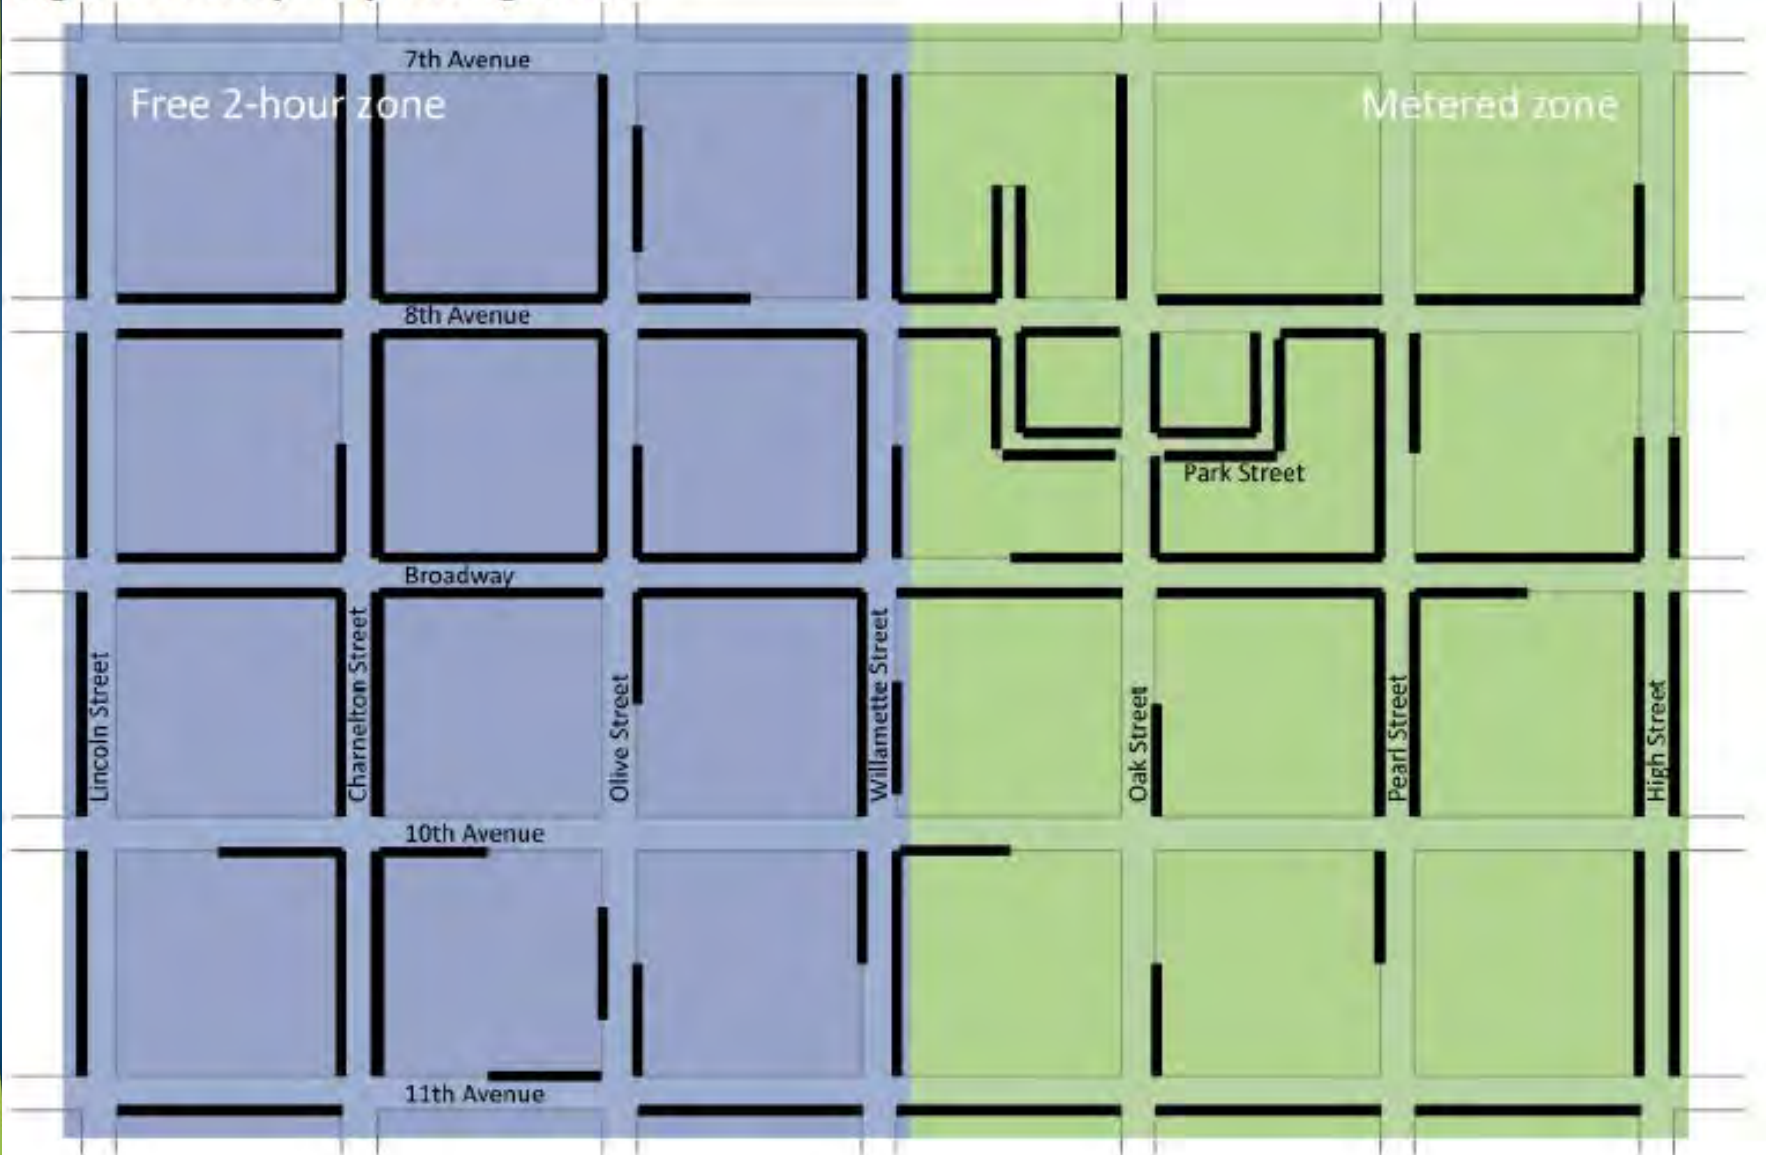 7th Avenue
Free 2-hour zone
Metered zone
8th Avenue
Park Street
Broadway
Lincoln Street
Charnelton Street
Olive Street
Willamette Street
Oak Street
Pearl Street
High Street
10th Avenue
11th Avenue